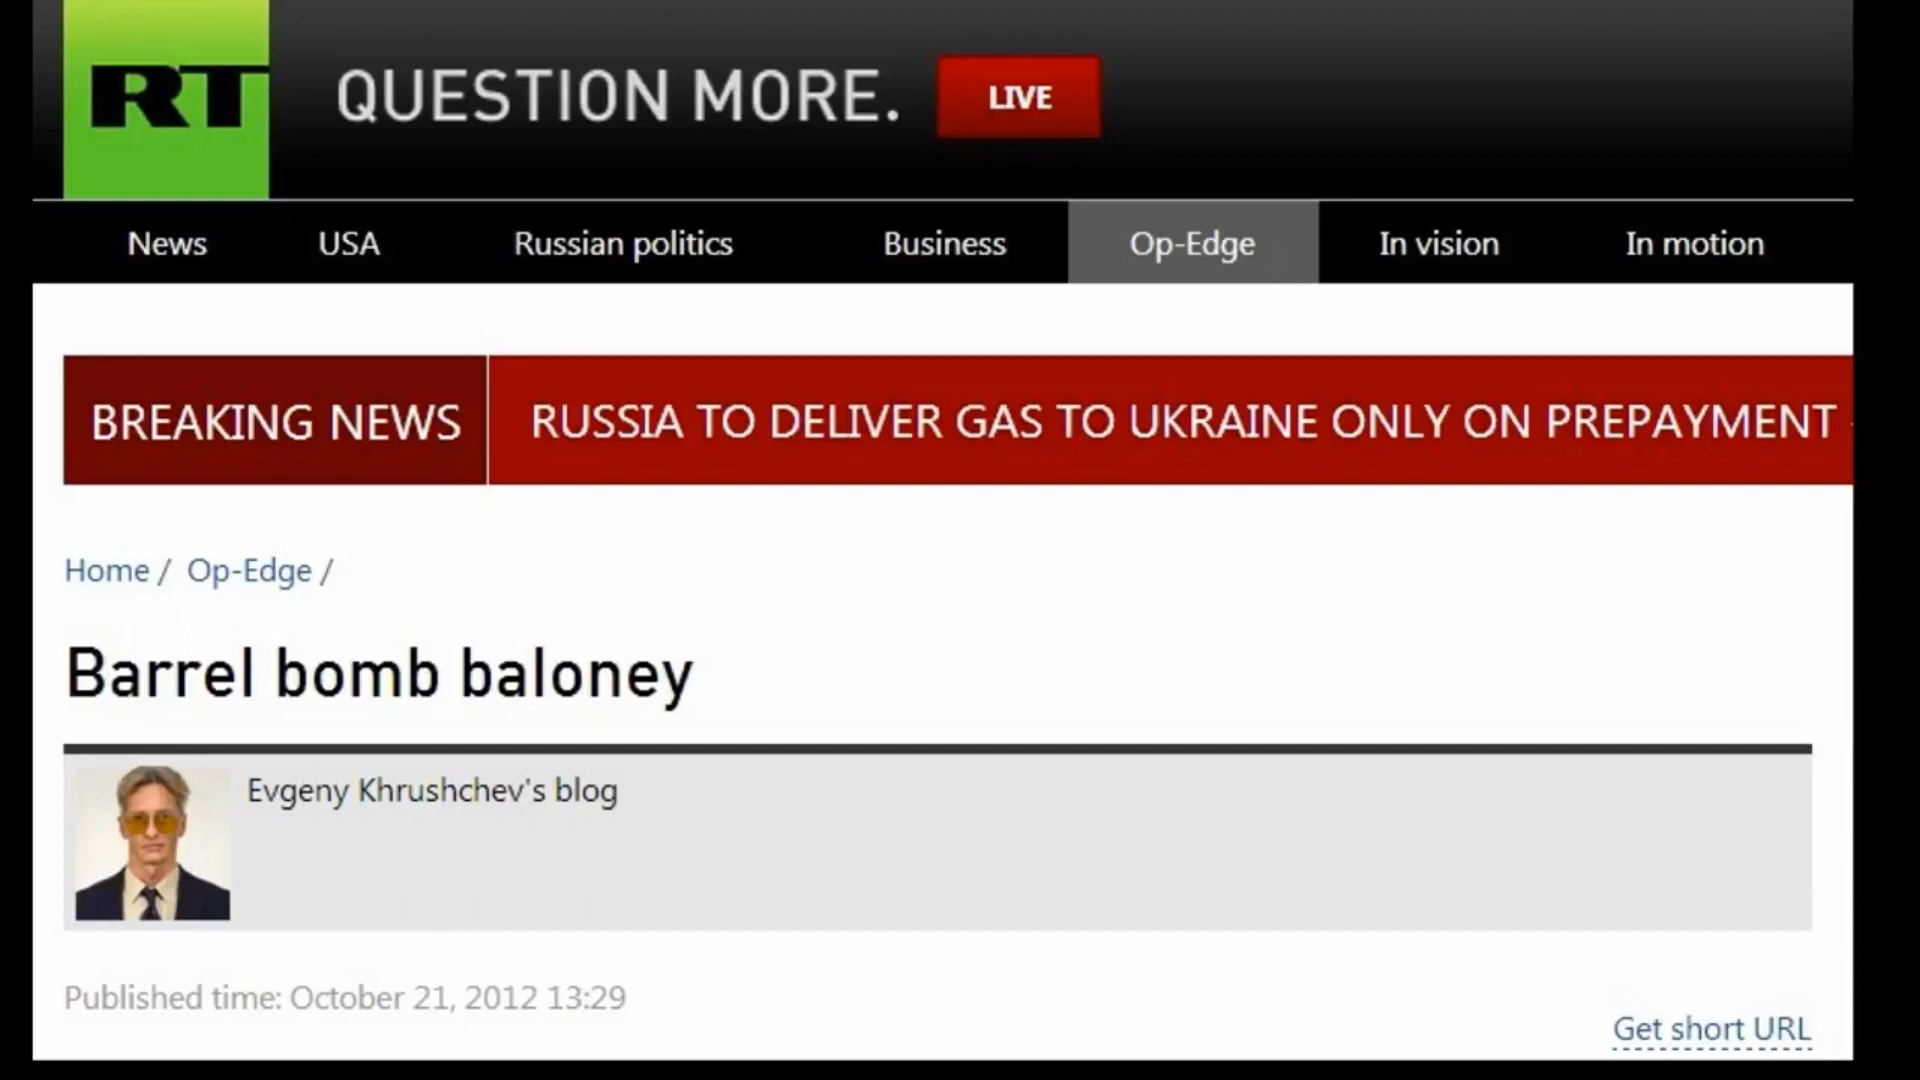 RT QUESTION MORE. LIVE
News USA Russian politics Business Op-Edge In vision In motion
BREAKING NEWS RUSSIA TO DELIVER GAS TO UKRAINE ONLY ON PREPAYMENT
Home / Op-Edge /
Barrel bomb baloney
Evgeny Khrushchev's blog
Published time: October 21, 2012 13:29
Get short URL